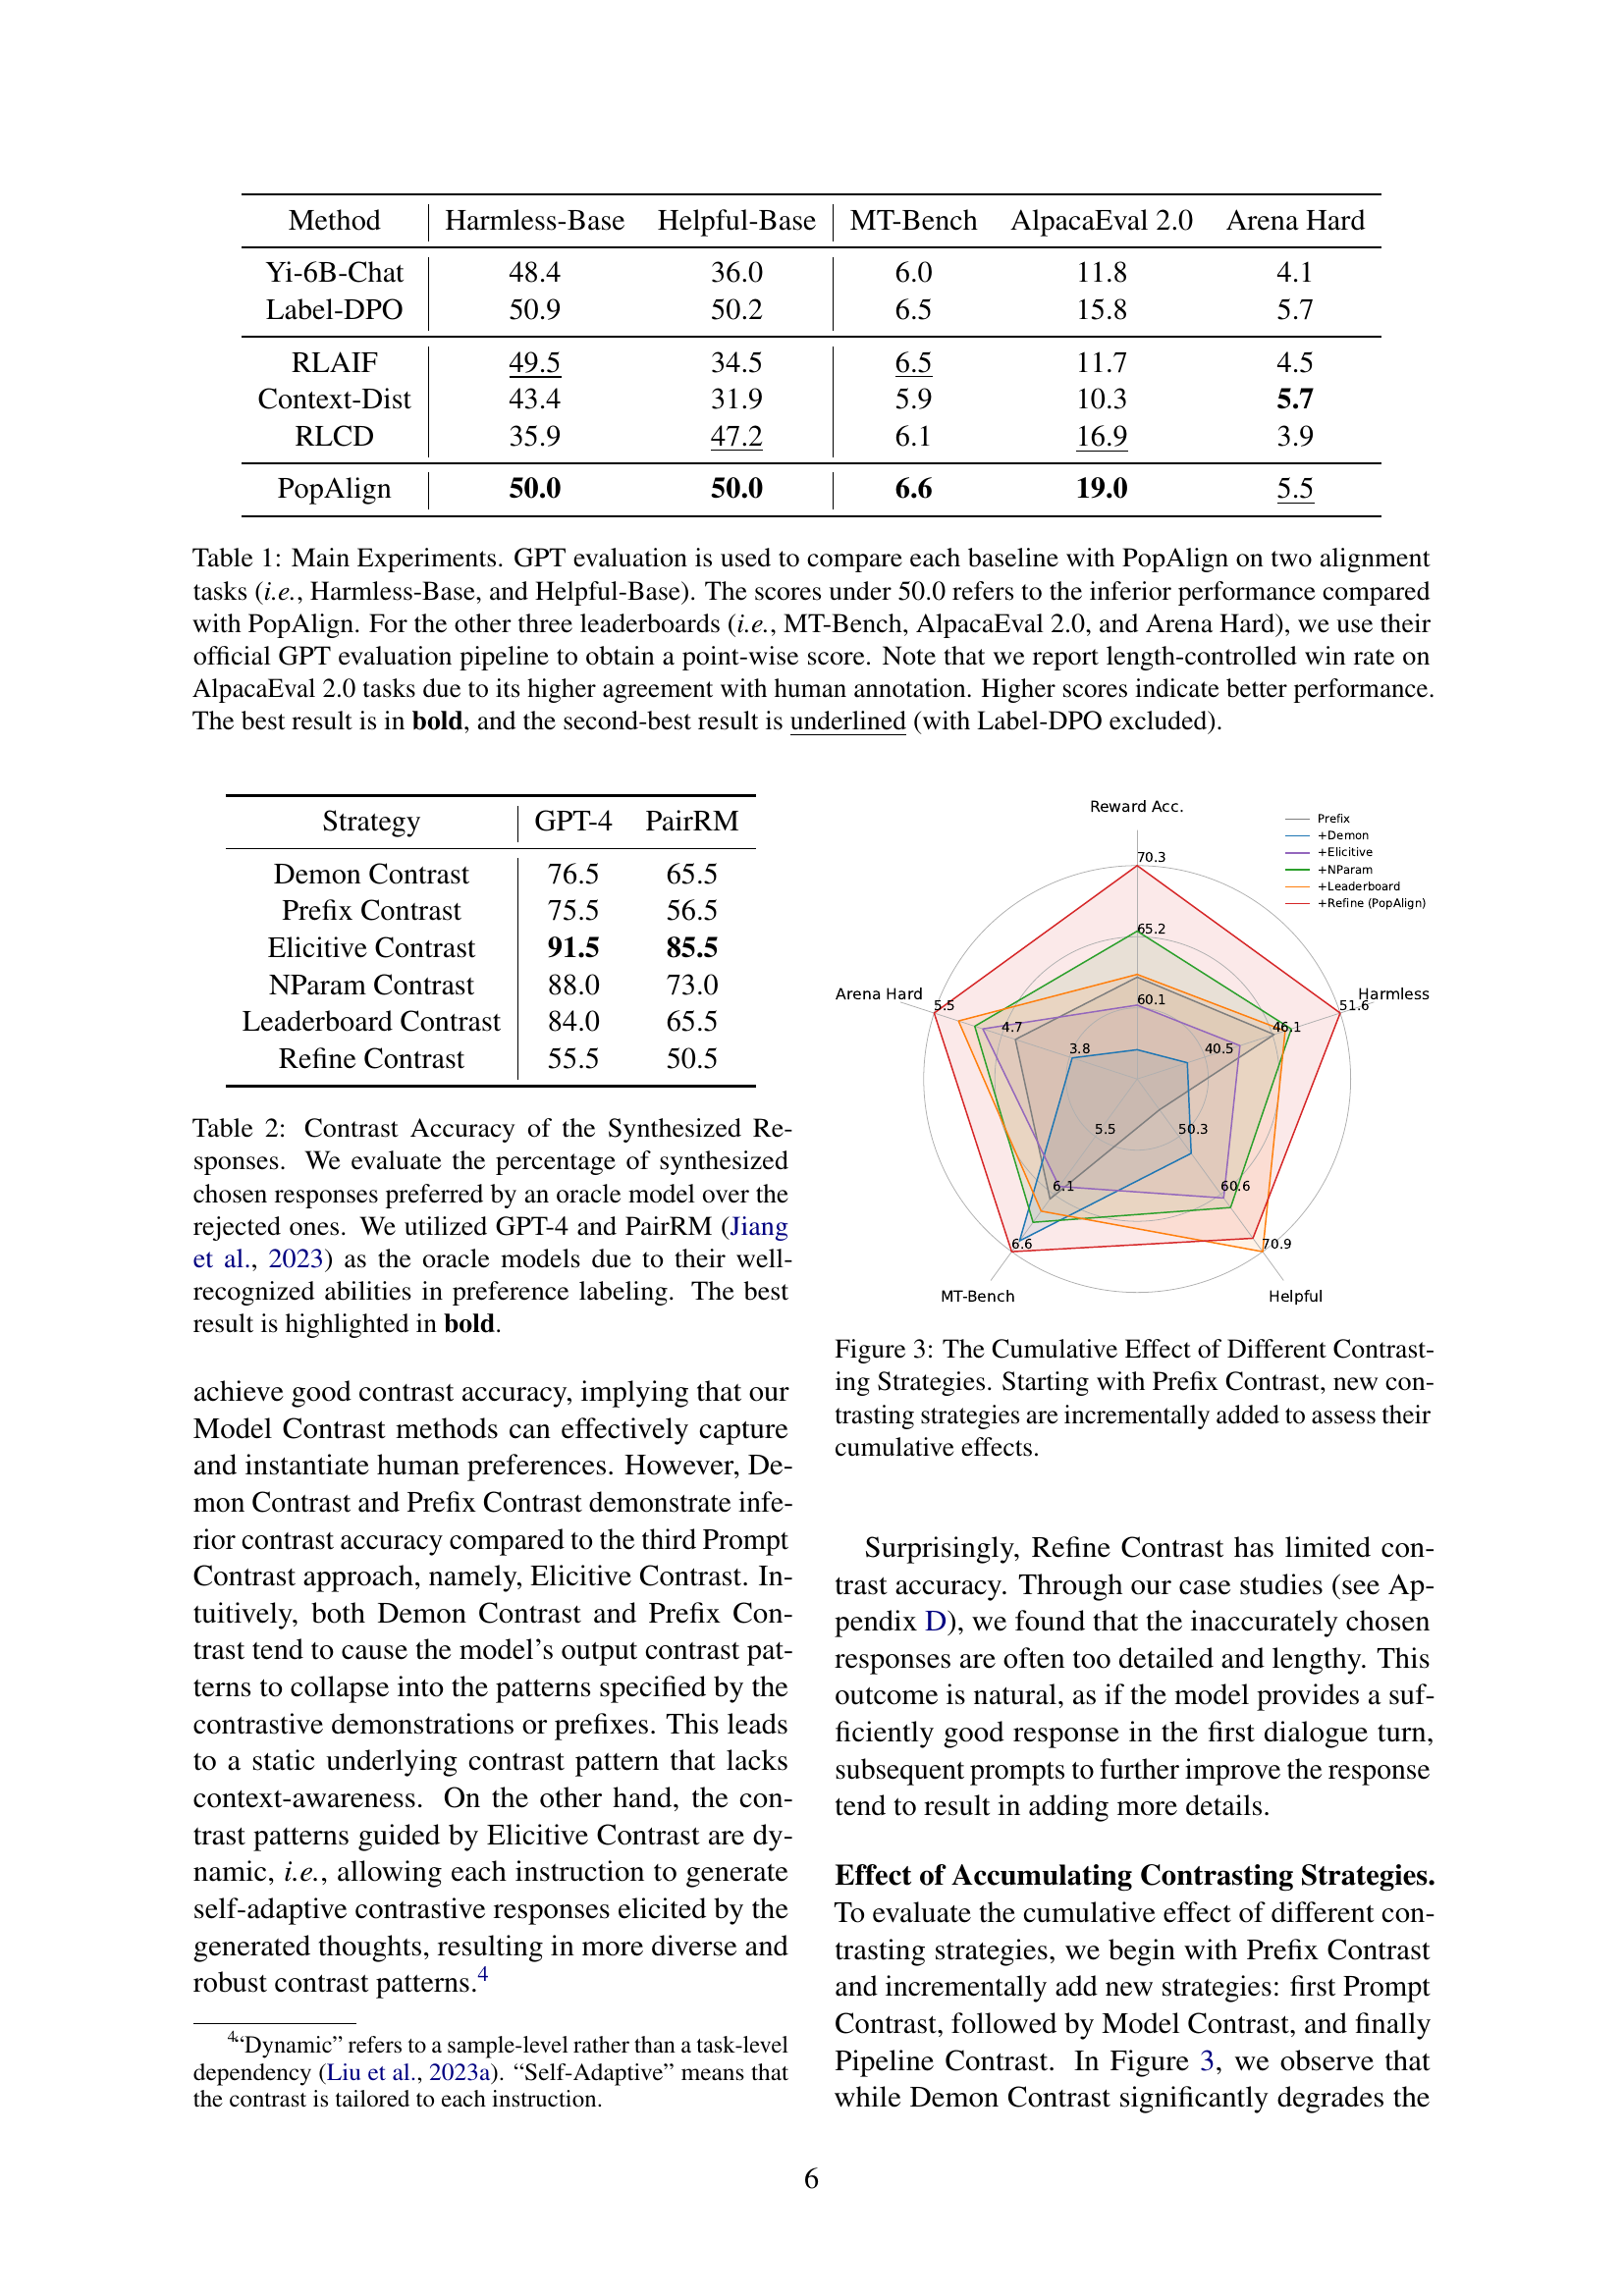 Method Harmless-Base Helpful-Base MT-Bench AlpacaEval 2.0 Arena Hard
Yi-6B-Chat 48.4 36.0 6.0 11.8 4.1
Label-DPO 50.9 50.2 6.5 15.8 5.7
RLAIF 49.5 34.5 6.5 11.7 4.5
Context-Dist 43.4 31.9 5.9 10.3 5.7
RLCD 35.9 47.2 6.1 16.9 3.9
PopAlign 50.0 50.0 6.6 19.0 5.5
Table 1: Main Experiments. GPT evaluation is used to compare each baseline with PopAlign on two alignment
tasks (i.e., Harmless-Base, and Helpful-Base). The scores under 50.0 refers to the inferior performance compared
with PopAlign. For the other three leaderboards (i.e., MT-Bench, AlpacaEval 2.0, and Arena Hard), we use their
official GPT evaluation pipeline to obtain a point-wise score. Note that we report length-controlled win rate on
AlpacaEval 2.0 tasks due to its higher agreement with human annotation. Higher scores indicate better performance.
The best result is in bold, and the second-best result is underlined (with Label-DPO excluded).
Strategy GPT-4 PairRM
Demon Contrast 76.5 65.5
Prefix Contrast 75.5 56.5
Elicitive Contrast 91.5 85.5
NParam Contrast 88.0 73.0
Leaderboard Contrast 84.0 65.5
Refine Contrast 55.5 50.5
Table 2: Contrast Accuracy of the Synthesized Re-
sponses. We evaluate the percentage of synthesized
chosen responses preferred by an oracle model over the
rejected ones. We utilized GPT-4 and PairRM (Jiang
et al., 2023) as the oracle models due to their well-
recognized abilities in preference labeling. The best
result is highlighted in bold.
achieve good contrast accuracy, implying that our
Model Contrast methods can effectively capture
and instantiate human preferences. However, De-
mon Contrast and Prefix Contrast demonstrate infe-
rior contrast accuracy compared to the third Prompt
Contrast approach, namely, Elicitive Contrast. In-
tuitively, both Demon Contrast and Prefix Con-
trast tend to cause the model's output contrast pat-
terns to collapse into the patterns specified by the
contrastive demonstrations or prefixes. This leads
to a static underlying contrast pattern that lacks
context-awareness. On the other hand, the con-
trast patterns guided by Elicitive Contrast are dy-
namic, i.e., allowing each instruction to generate
self-adaptive contrastive responses elicited by the
generated thoughts, resulting in more diverse and
robust contrast patterns.4
4"Dynamic" refers to a sample-level rather than a task-level
dependency (Liu et al., 2023a). "Self-Adaptive" means that
the contrast is tailored to each instruction.
Reward Acc.
Prefix
+Demon
+Elicitive
+NParam
+Leaderboard
+Refine (PopAlign)
70.3
65.2
60.1
Arena Hard
5.5
4.7
3.8
Harmless
51.6
46.1
40.5
5.5
6.1
6.6
MT-Bench
50.3
60.6
70.9
Helpful
Figure 3: The Cumulative Effect of Different Contrast-
ing Strategies. Starting with Prefix Contrast, new con-
trasting strategies are incrementally added to assess their
cumulative effects.
Surprisingly, Refine Contrast has limited con-
trast accuracy. Through our case studies (see Ap-
pendix D), we found that the inaccurately chosen
responses are often too detailed and lengthy. This
outcome is natural, as if the model provides a suf-
ficiently good response in the first dialogue turn,
subsequent prompts to further improve the response
tend to result in adding more details.
Effect of Accumulating Contrasting Strategies.
To evaluate the cumulative effect of different con-
trasting strategies, we begin with Prefix Contrast
and incrementally add new strategies: first Prompt
Contrast, followed by Model Contrast, and finally
Pipeline Contrast. In Figure 3, we observe that
while Demon Contrast significantly degrades the
6